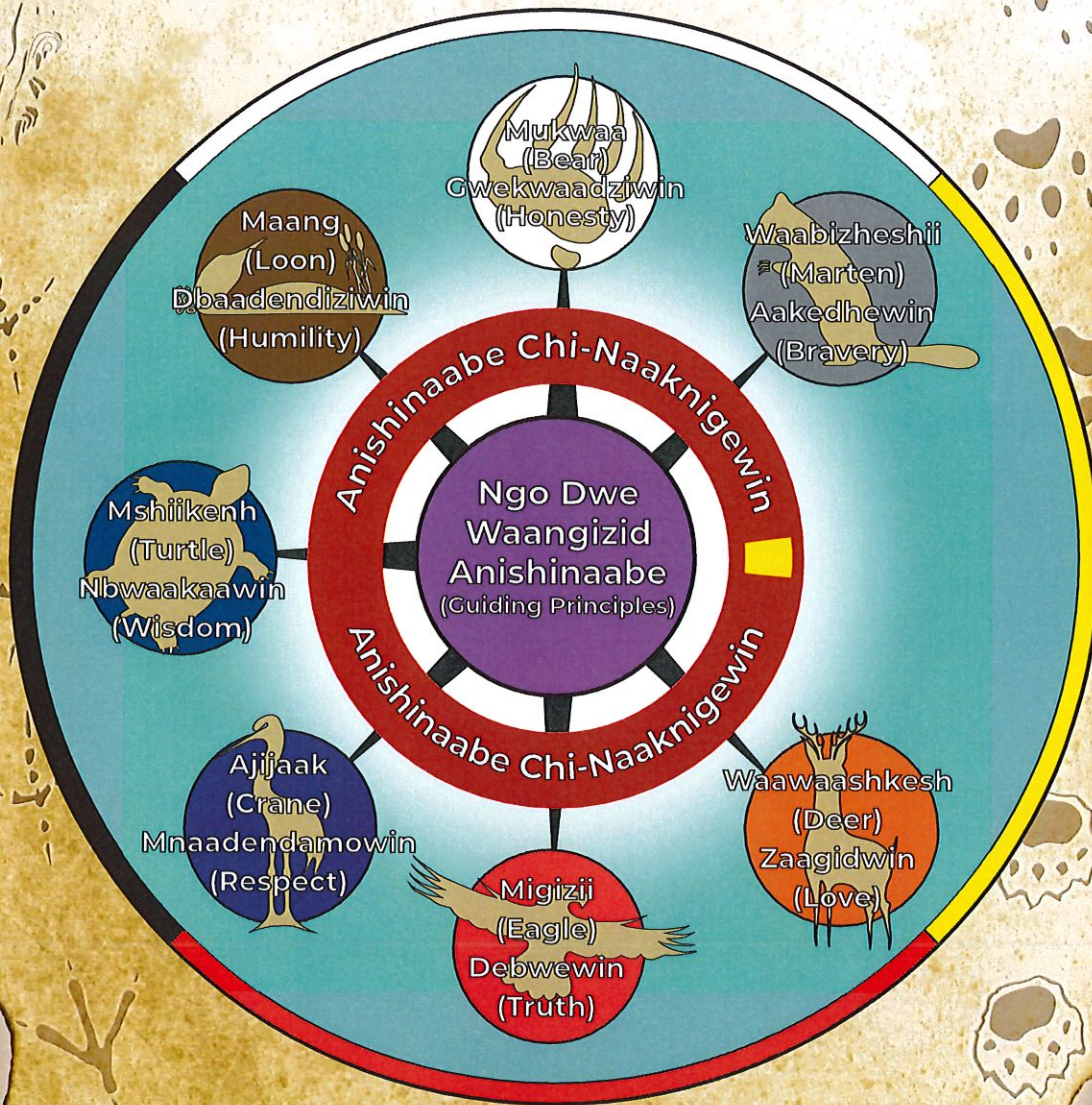 Mukwaa
(Bear)
Gwekwaadziwin
(Honesty)
Maang
(Loon)
Dbaadendiziwin
(Humility)
Waabizheshii
(Marten)
Aakedhewin
(Bravery)
Anishinaabe Chi-Naaknigewin
Ngo Dwe
Waangizid
Anishinaabe
(Guiding Principles)
Mshiikenh
(Turtle)
Nbwaakaawin
(Wisdom)
Anishinaabe Chi-Naaknigewin
Ajijaak
(Crane)
Mnaadendamowin
(Respect)
Waawaashkesh
(Deer)
Zaagidwin
(Love)
Migizij
(Eagle)
Debwewin
(Truth)